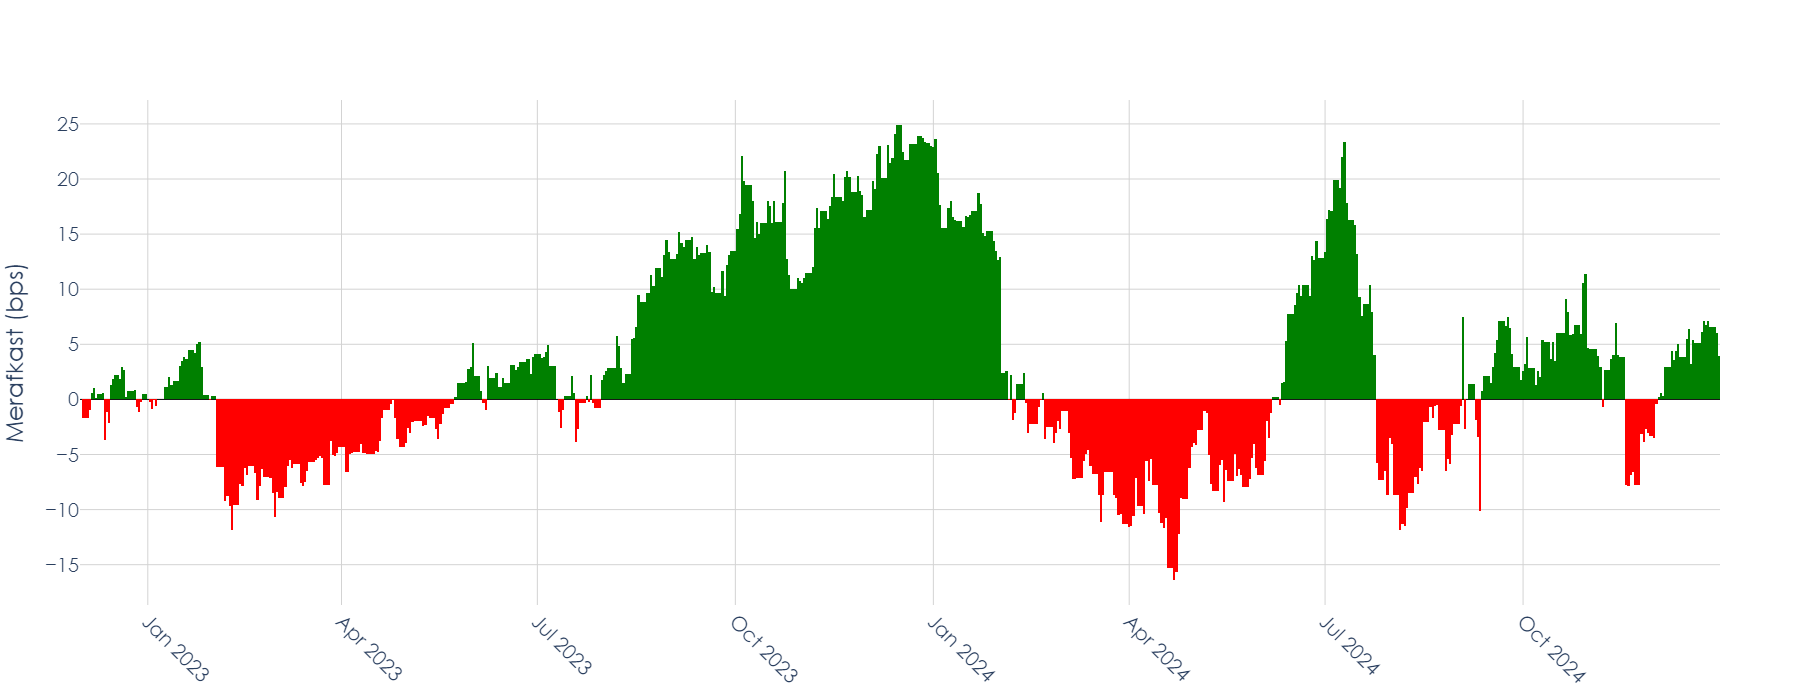 Merafkast (bps)
25
20
15
10
5
0
−5
−10
−15
Jan 2023
Apr 2023
Jul 2023
Oct 2023
Jan 2024
Apr 2024
Jul 2024
Oct 2024